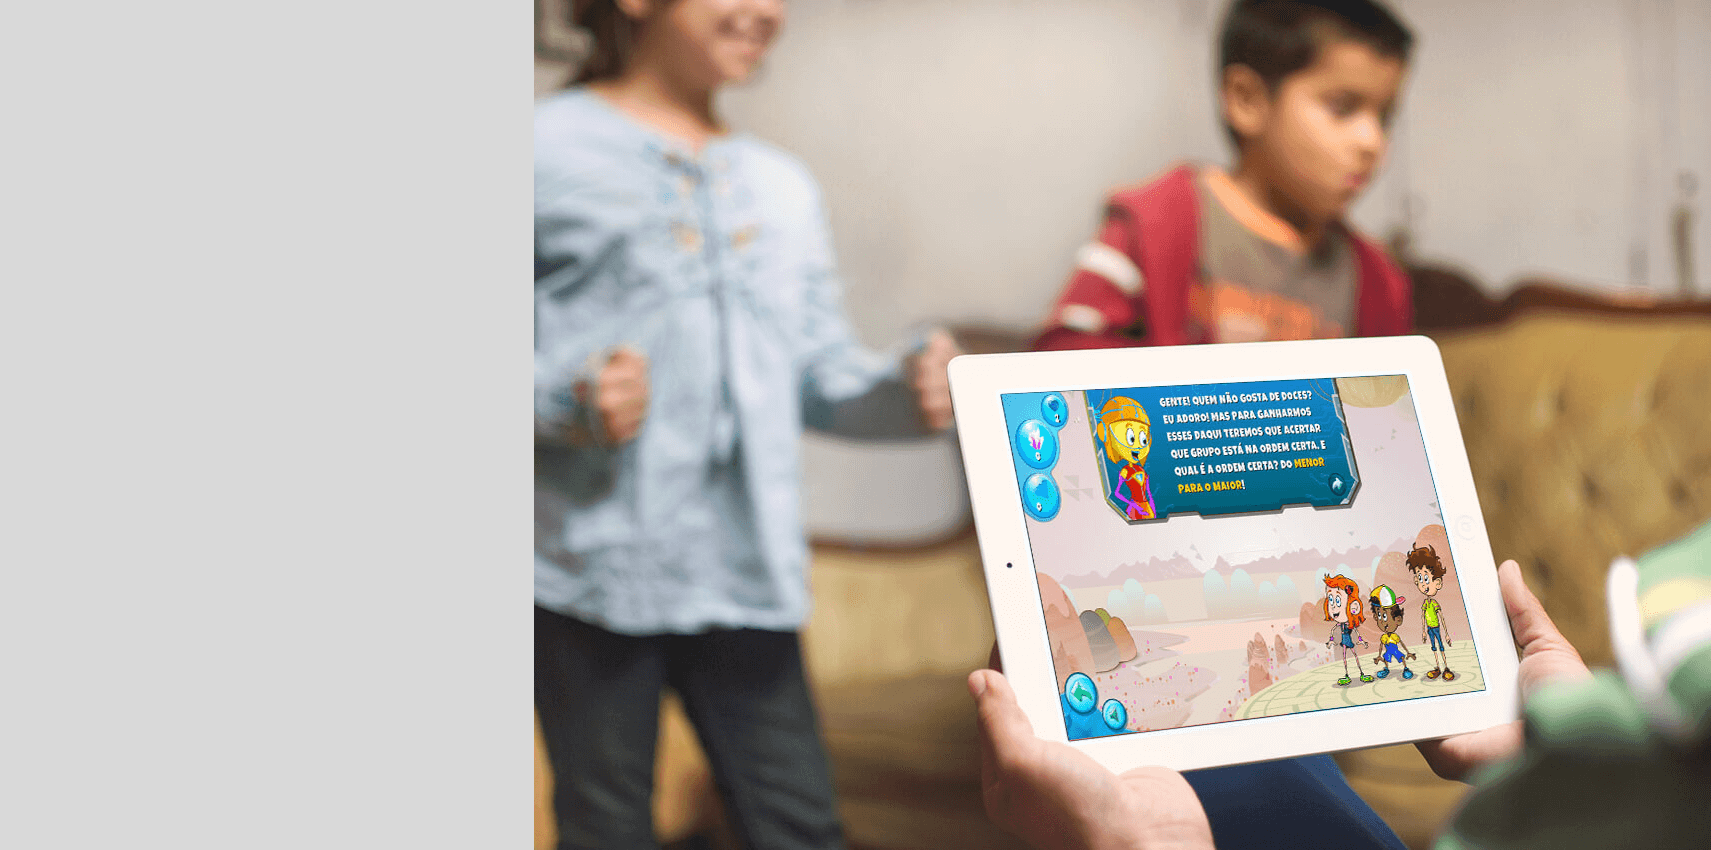 GENTE! QUEM NÃO GOSTA DE DOCES?
EU ADORO! MAS PARA GANHARMOS
ESSES DAQUI TEREMOS QUE ACERTAR
QUE GRUPO ESTÁ NA ORDEM CERTA. E
QUAL É A ORDEM CERTA? DO MENOR
PARA O MAIOR!